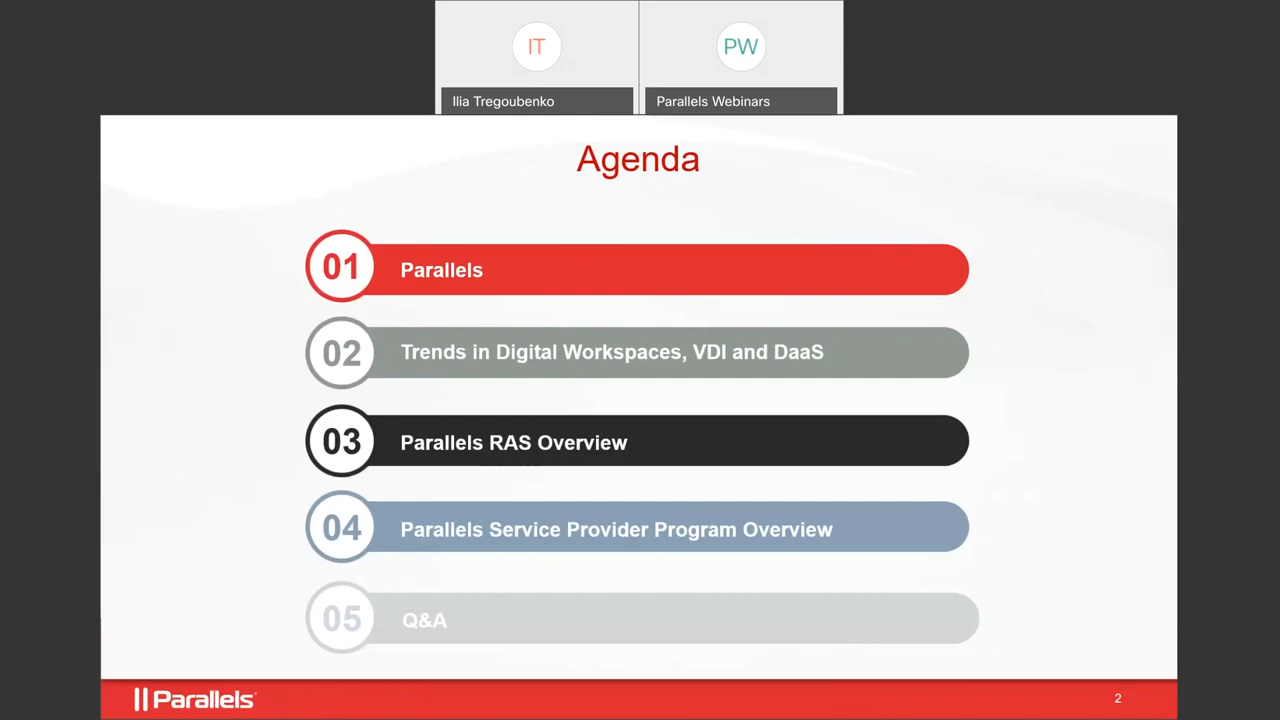 IT
PW
Ilia Tregoubenko
Parallels Webinars
Agenda
01
Parallels
02
Trends in Digital Workspaces, VDI and DaaS
03
Parallels RAS Overview
04
Parallels Service Provider Program Overview
05
Q&A
Parallels
2